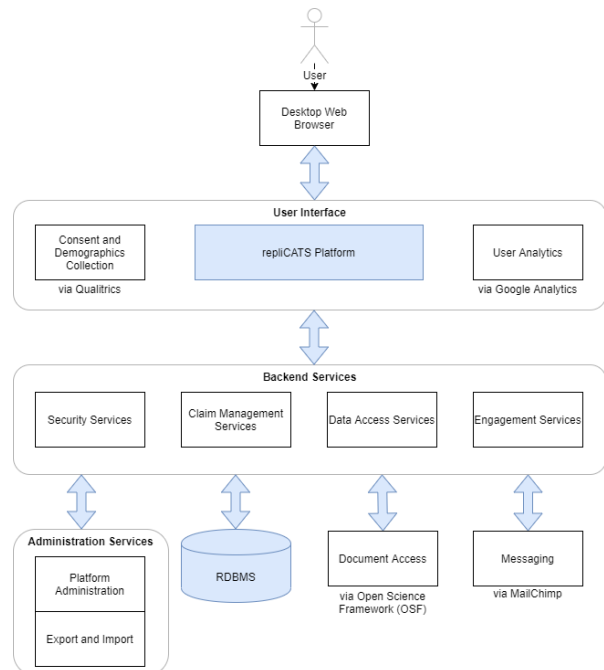 User
Desktop Web
Browser
User Interface
Consent and
Demographics
Collection
via Qualitrics
repliCATS Platform
User Analytics
via Google Analytics
Backend Services
Security Services
Claim Management
Services
Data Access Services
Engagement Services
Administration Services
Platform
Administration
Export and Import
RDBMS
Document Access
via Open Science
Framework (OSF)
Messaging
via MailChimp